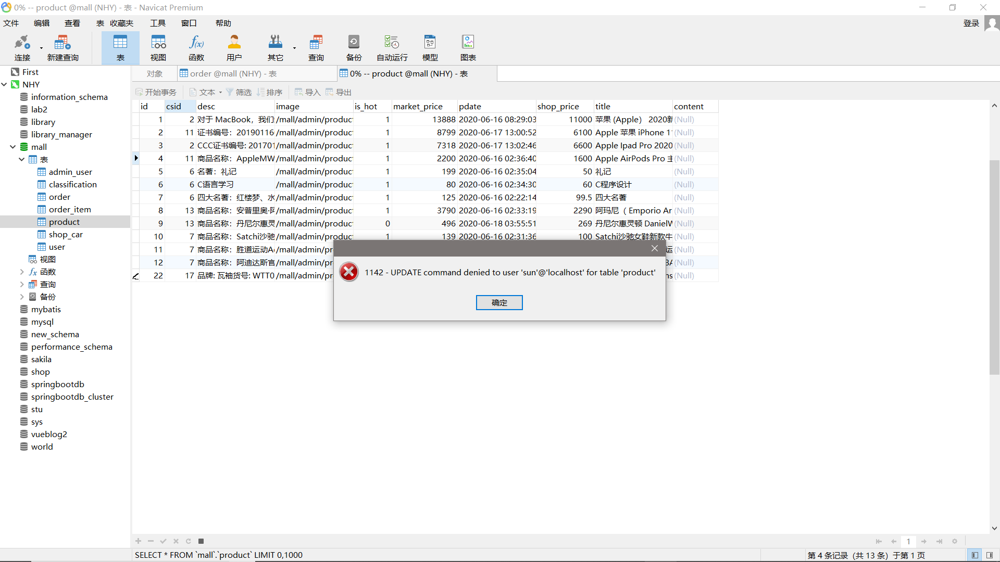 0% -- product @mall (NHY) - 表 - Navicat Premium
文件 编辑 查看 表 收藏夹 工具 窗口 帮助 登录
连接 新建查询 表 视图 函数 用户 其它 查询 备份 自动运行 模型 图表
对象 order @mall (NHY) - 表 0% -- product @mall (NHY) - 表
开始事务 文本 筛选 排序 导入 导出
First
NHY
information_schema
lab2
library
library_manager
mall
表
admin_user
classification
order
order_item
product
shop_car
user
视图
函数
查询
备份
mybatis
mysql
new_schema
performance_schema
sakila
shop
springbootdb
springbootdb_cluster
stu
sys
vueblog2
world
id csid desc image is_hot market_price pdate shop_price title content
1 2 对于 MacBook，我们 /mall/admin/produc 1 13888 2020-06-16 08:29:03 11000 苹果 (Apple） 2020新 (Null)
2 11 证书编号：20190116 /mall/admin/produc 1 8799 2020-06-17 13:00:52 6100 Apple 苹果 iPhone 1 (Null)
3 2 CCC证书编号: 201701 /mall/admin/produc 1 7318 2020-06-17 13:02:46 6600 Apple Ipad Pro 2020 (Null)
4 11 商品名称：AppleMW /mall/admin/produc 1 2200 2020-06-16 02:36:40 1600 Apple AirPods Pro 主 (Null)
5 6 名著：礼记 /mall/admin/produc 1 199 2020-06-16 02:35:04 50 礼记 (Null)
6 6 C语言学习 /mall/admin/produc 1 80 2020-06-16 02:34:30 60 C程序设计 (Null)
7 6 四大名著：红楼梦、水 /mall/admin/produc 1 125 2020-06-16 02:22:14 99.5 四大名著 (Null)
8 13 商品名称：安普里奥·阿 /mall/admin/produc 1 3790 2020-06-16 02:33:19 2290 阿玛尼（ Emporio Ar (Null)
9 13 商品名称：丹尼尔惠灵 /mall/admin/produc 0 496 2020-06-18 03:55:51 269 丹尼尔惠灵顿 DanielW (Null)
10 7 商品名称：Satchi沙驰 /mall/admin/produc 1 139 2020-06-16 02:31:36 100 Satchi沙驰女鞋新款牛 (Null)
11 7 商品名称：胜道运动A /mall/admin/pr 运 (Null)
12 7 商品名称：阿迪达斯官 /mall/admin/pr (Null)
22 17 品牌: 瓦袖货号: WTT0 /mall/admin/pr ns (Null)
1142 - UPDATE command denied to user 'sun'@'localhost' for table 'product'
确定
1
SELECT * FROM `mall`.`product` LIMIT 0,1000 第 4 条记录（共 13 条）于第 1 页